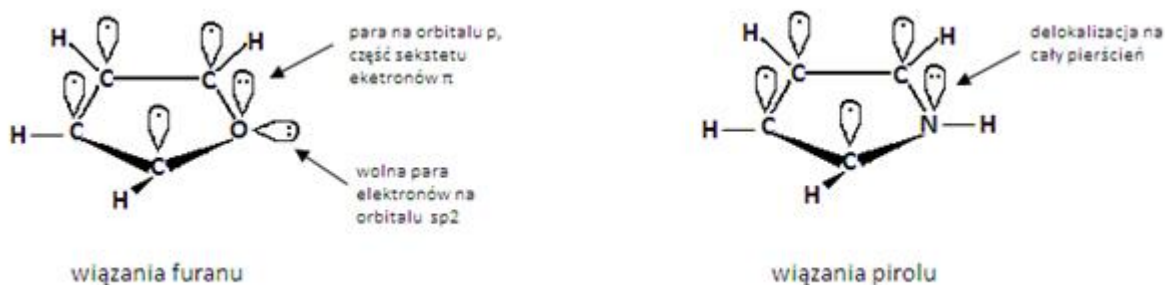 para na orbitalu p,
część sekstetu
eketronów π
wolna para
elektronów na
orbitalu sp2
wiązania furanu
delokalizacja na
cały pierścień
wiązania pirolu
H
H
C
C
H
C
O
C
H
H
H
C
C
H
C
N
H
C
H